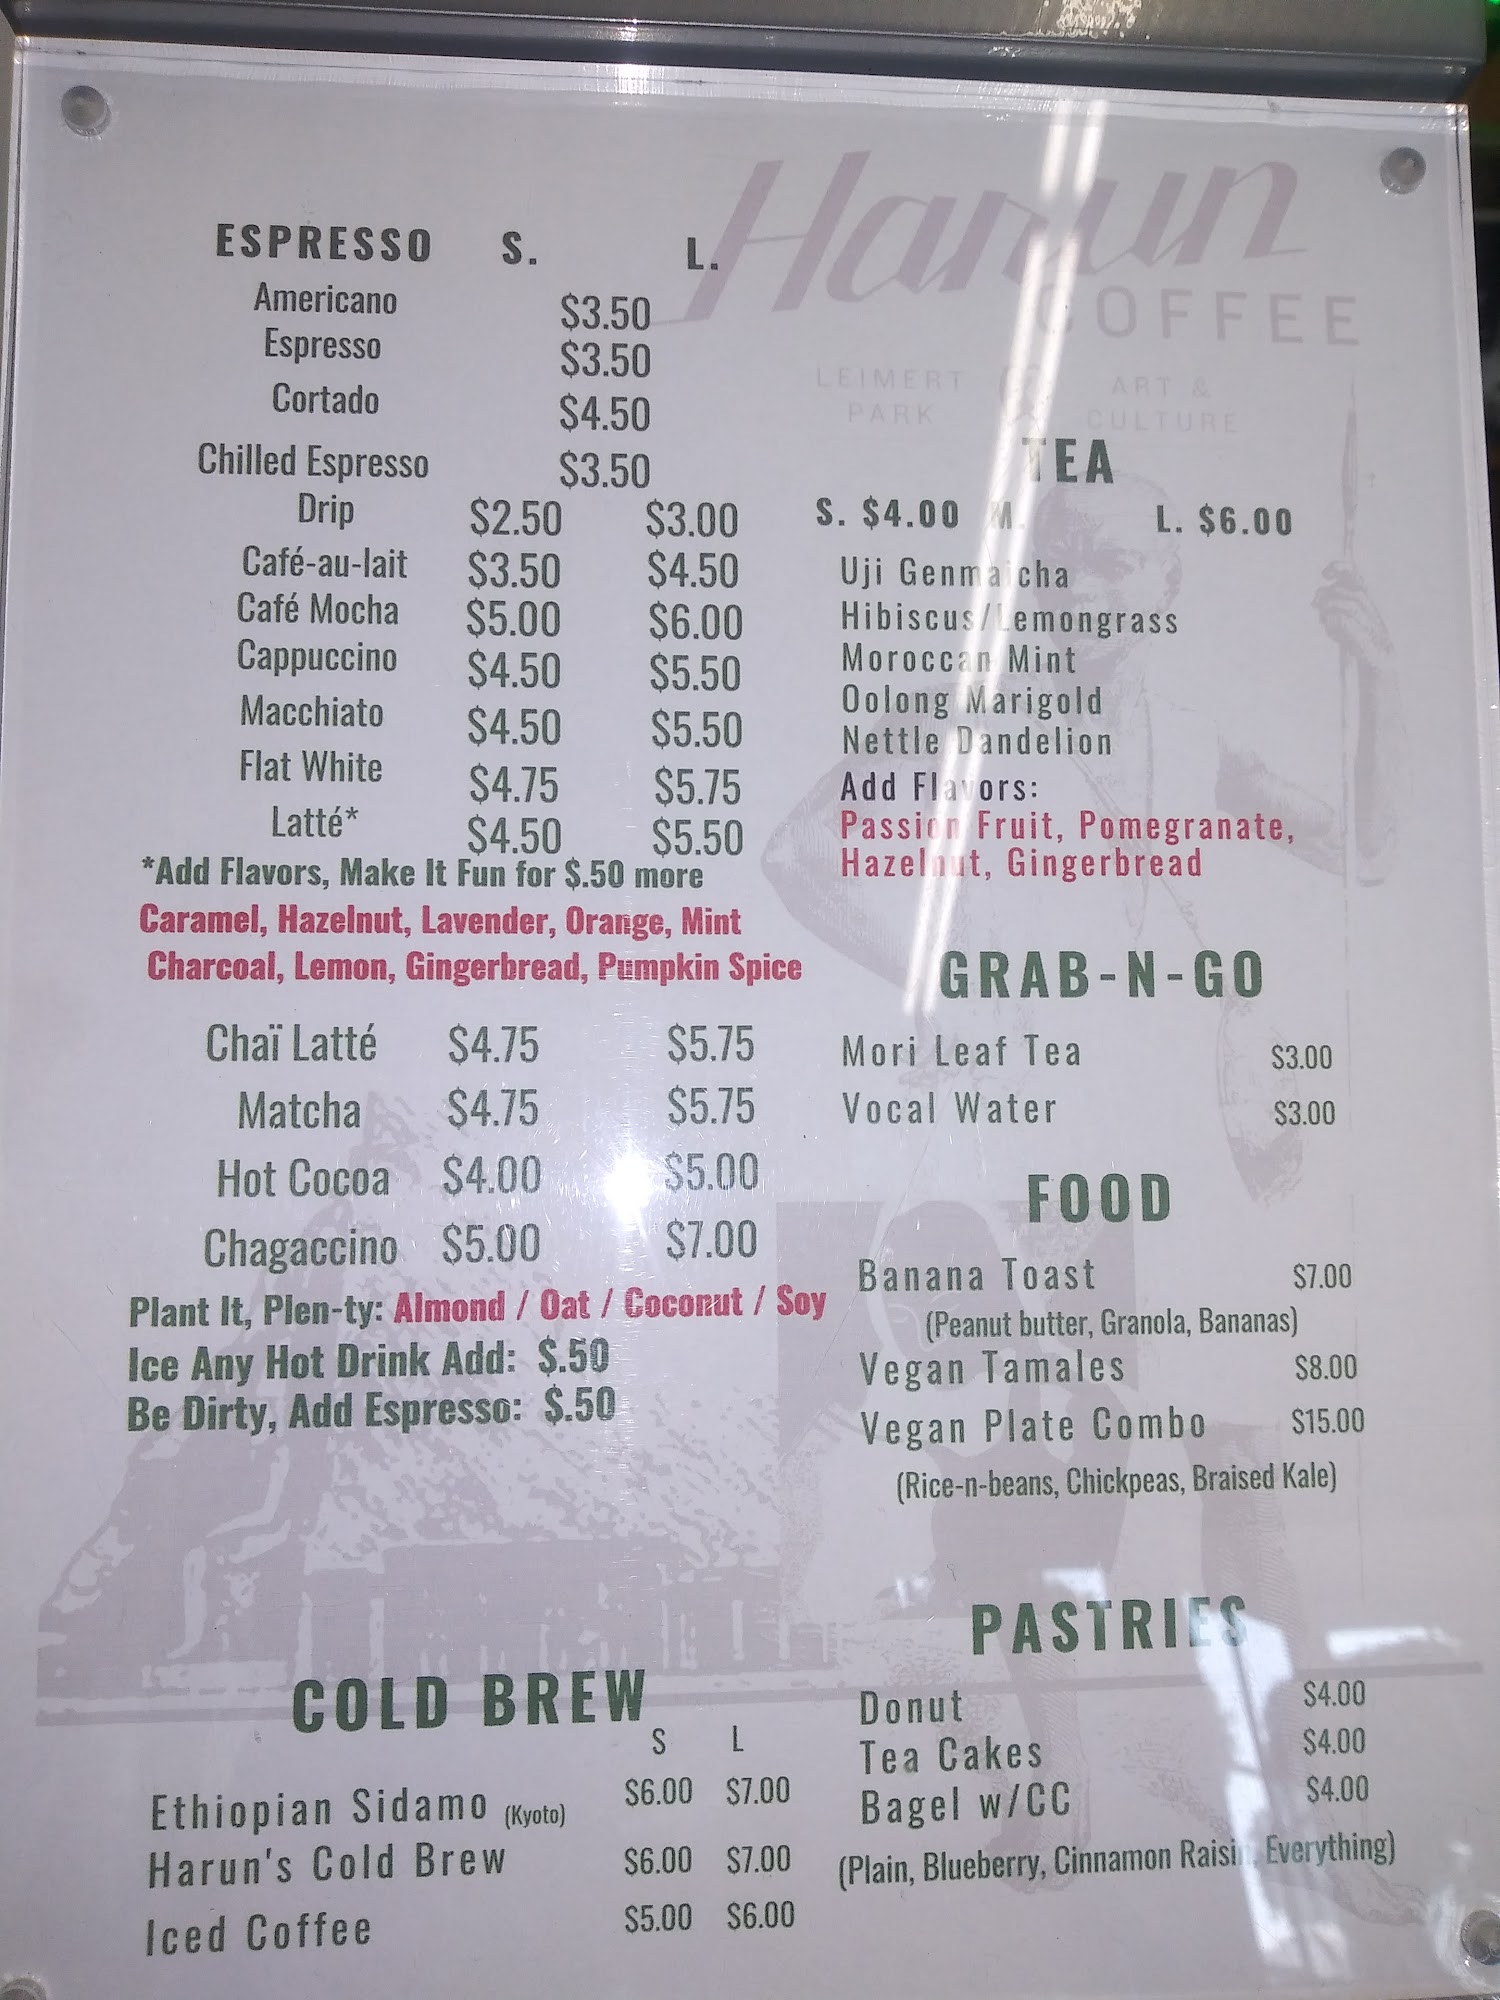 Harun
COFFEE
LEIMERT PARK
ART & CULTURE
ESPRESSO S. L.
Americano $3.50
Espresso $3.50
Cortado $4.50
Chilled Espresso $3.50
Drip $2.50 $3.00
Café-au-lait $3.50 $4.50
Café Mocha $5.00 $6.00
Cappuccino $4.50 $5.50
Macchiato $4.50 $5.50
Flat White $4.75 $5.75
Latté* $4.50 $5.50
*Add Flavors, Make It Fun for $.50 more
Caramel, Hazelnut, Lavender, Orange, Mint
Charcoal, Lemon, Gingerbread, Pumpkin Spice
Chaï Latté $4.75 $5.75
Matcha $4.75 $5.75
Hot Cocoa $4.00 $5.00
Chagaccino $5.00 $7.00
Plant It, Plen-ty: Almond / Oat / Coconut / Soy
Ice Any Hot Drink Add: $.50
Be Dirty, Add Espresso: $.50
COLD BREW
S L
Ethiopian Sidamo (Kyoto) $6.00 $7.00
Harun's Cold Brew $6.00 $7.00
Iced Coffee $5.00 $6.00
TEA
S. $4.00 M. L. $6.00
Uji Genmaicha
Hibiscus/Lemongrass
Moroccan Mint
Oolong Marigold
Nettle Dandelion
Add Flavors:
Passion Fruit, Pomegranate,
Hazelnut, Gingerbread
GRAB-N-GO
Mori Leaf Tea $3.00
Vocal Water $3.00
FOOD
Banana Toast $7.00
(Peanut butter, Granola, Bananas)
Vegan Tamales $8.00
Vegan Plate Combo $15.00
(Rice-n-beans, Chickpeas, Braised Kale)
PASTRIES
Donut $4.00
Tea Cakes $4.00
Bagel w/CC $4.00
(Plain, Blueberry, Cinnamon Raisin, Everything)